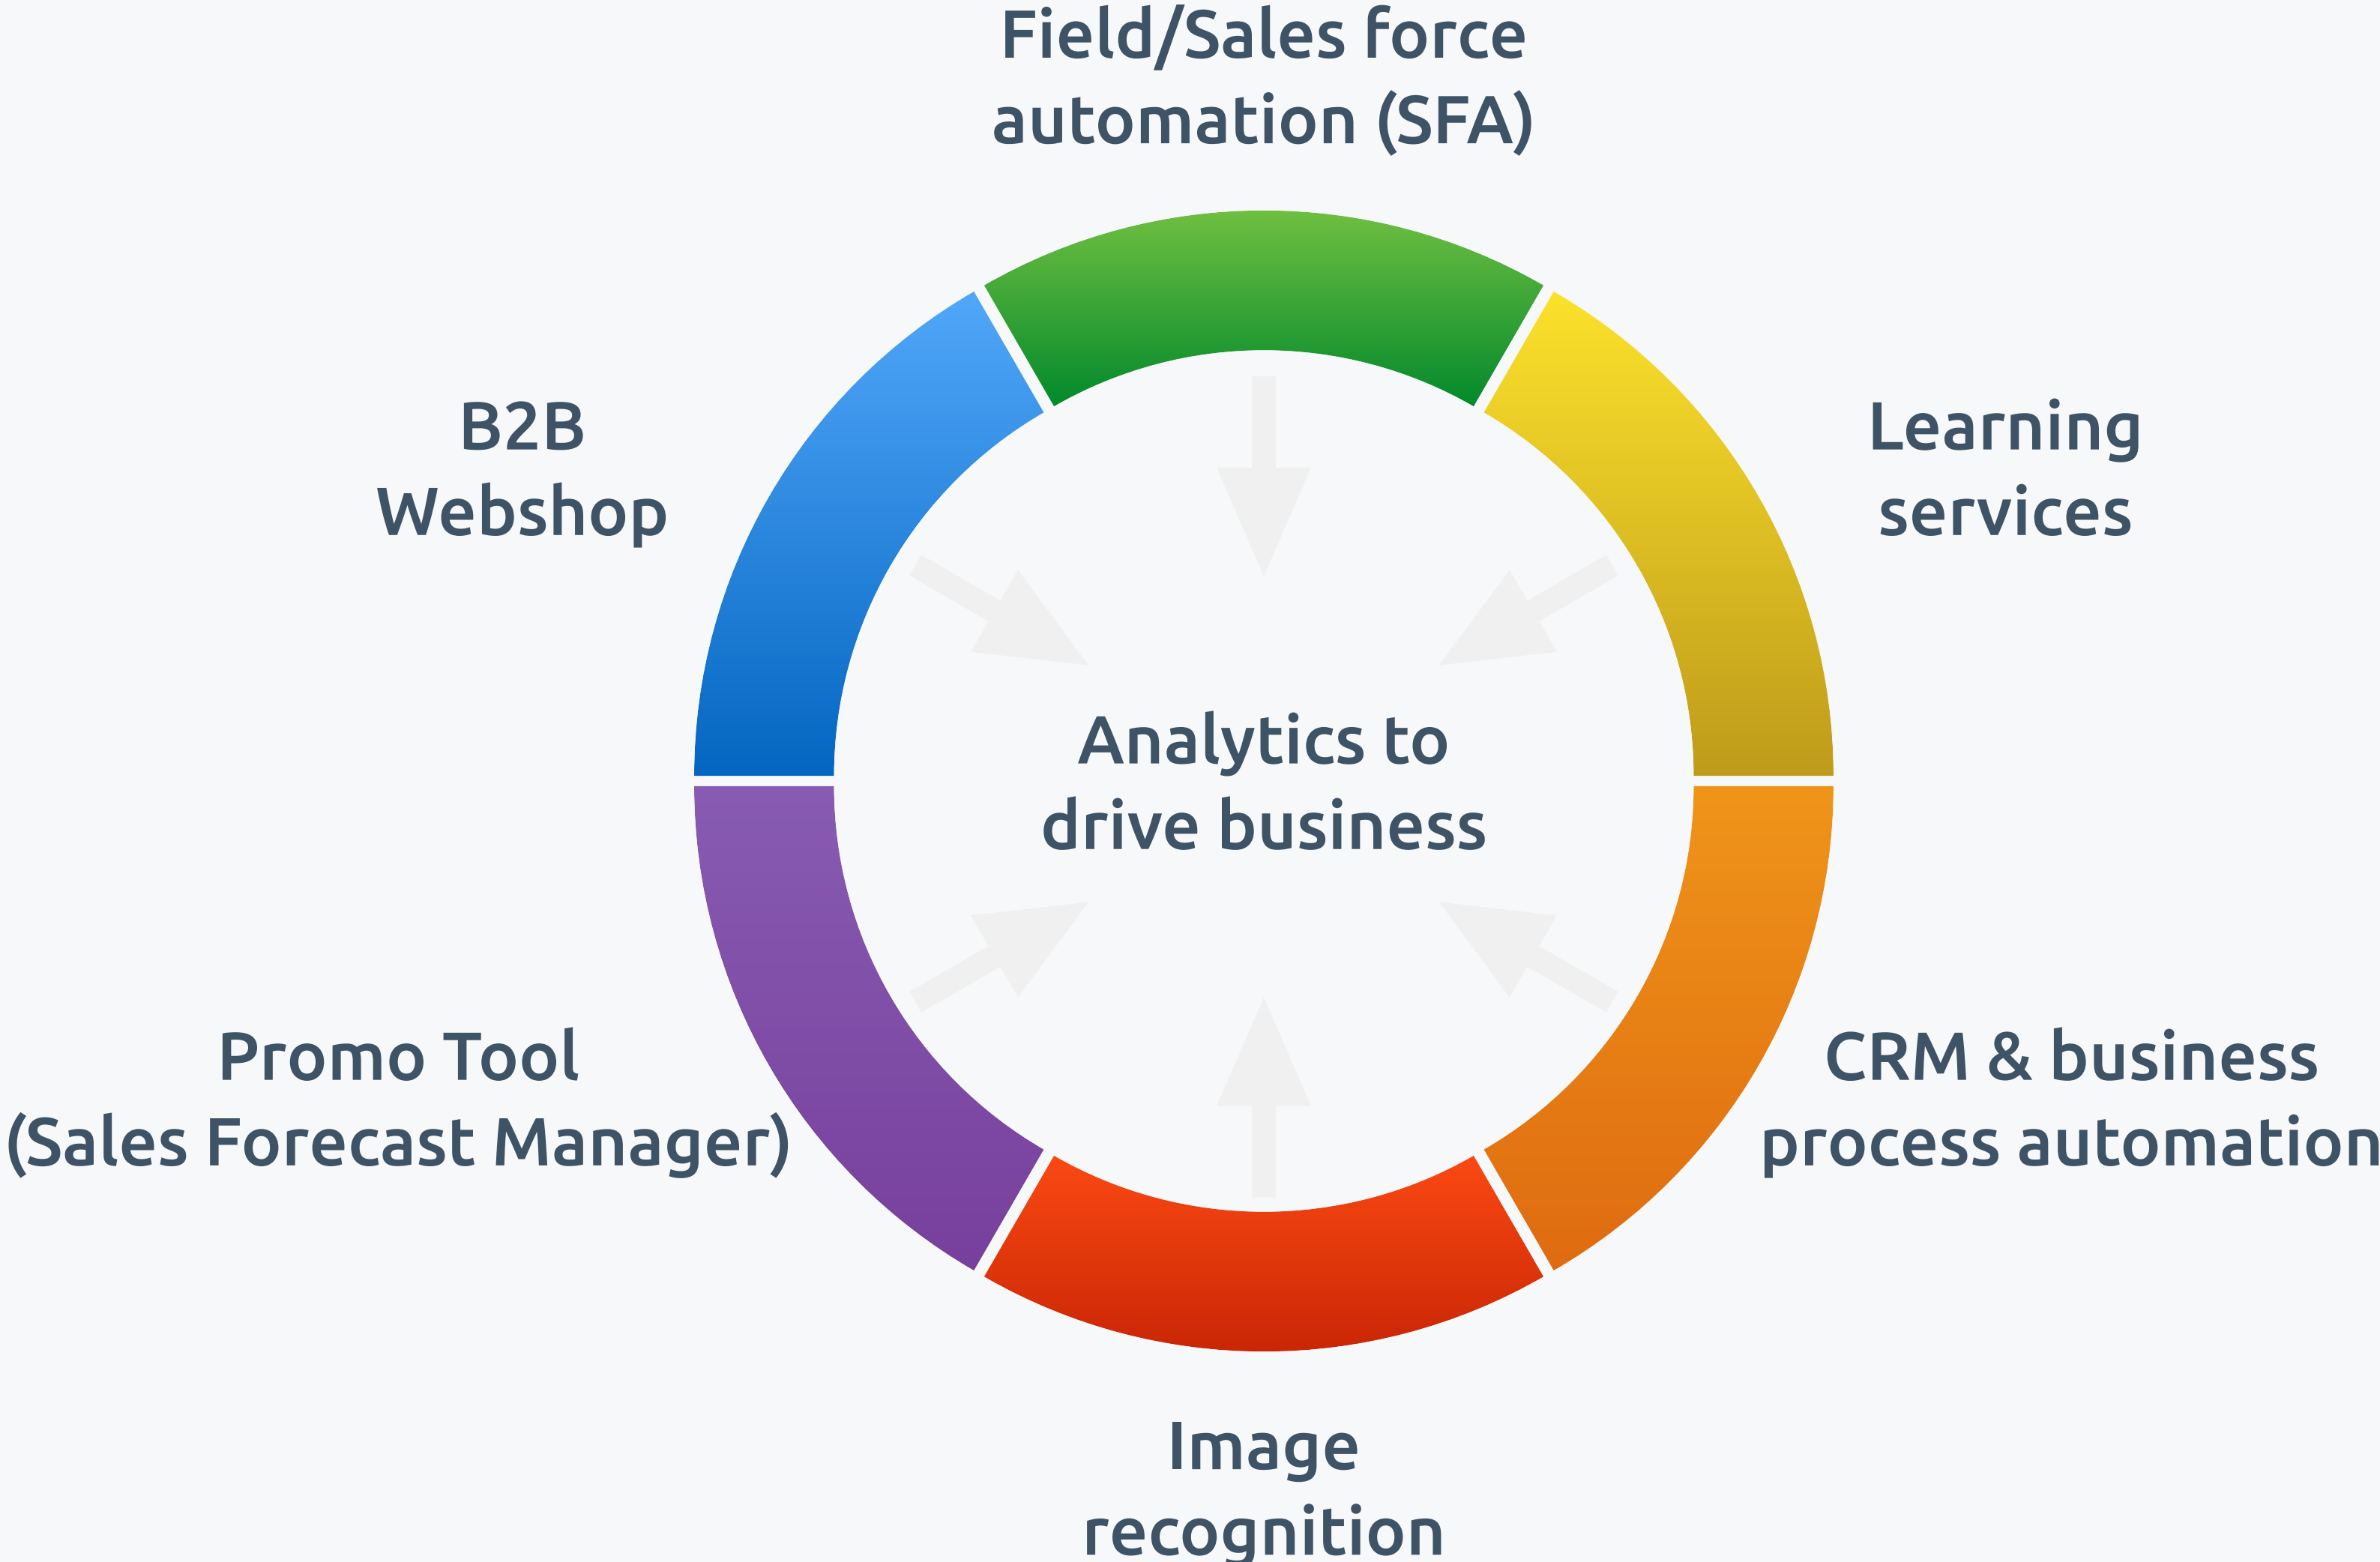 Field/Sales force
automation (SFA)
B2B
Webshop
Learning
services
Analytics to
drive business
Promo Tool
(Sales Forecast Manager)
CRM & business
process automation
Image
recognition